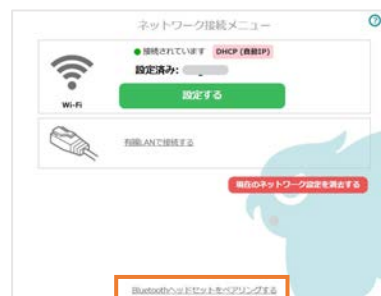 ネットワーク接続メニュー
接続されています DHCP (自動IP)
設定済み:
設定する
Wi-Fi
有線LANで接続する
現在のネットワーク設定を消去する
Bluetoothヘッドセットをペアリングする